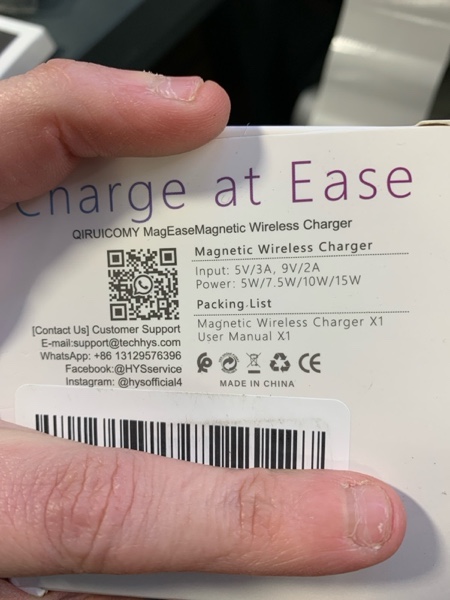 Charge at Ease
QIRUICOMY MagEaseMagnetic Wireless Charger
Magnetic Wireless Charger
Input: 5V/3A, 9V/2A
Power: 5W/7.5W/10W/15W
Packing List
Magnetic Wireless Charger X1
User Manual X1
[Contact Us] Customer Support
E-mail:support@techhys.com
WhatsApp: +86 13129576396
Facebook:@HYSservice
Instagram: @hysofficial4
CE
MADE IN CHINA